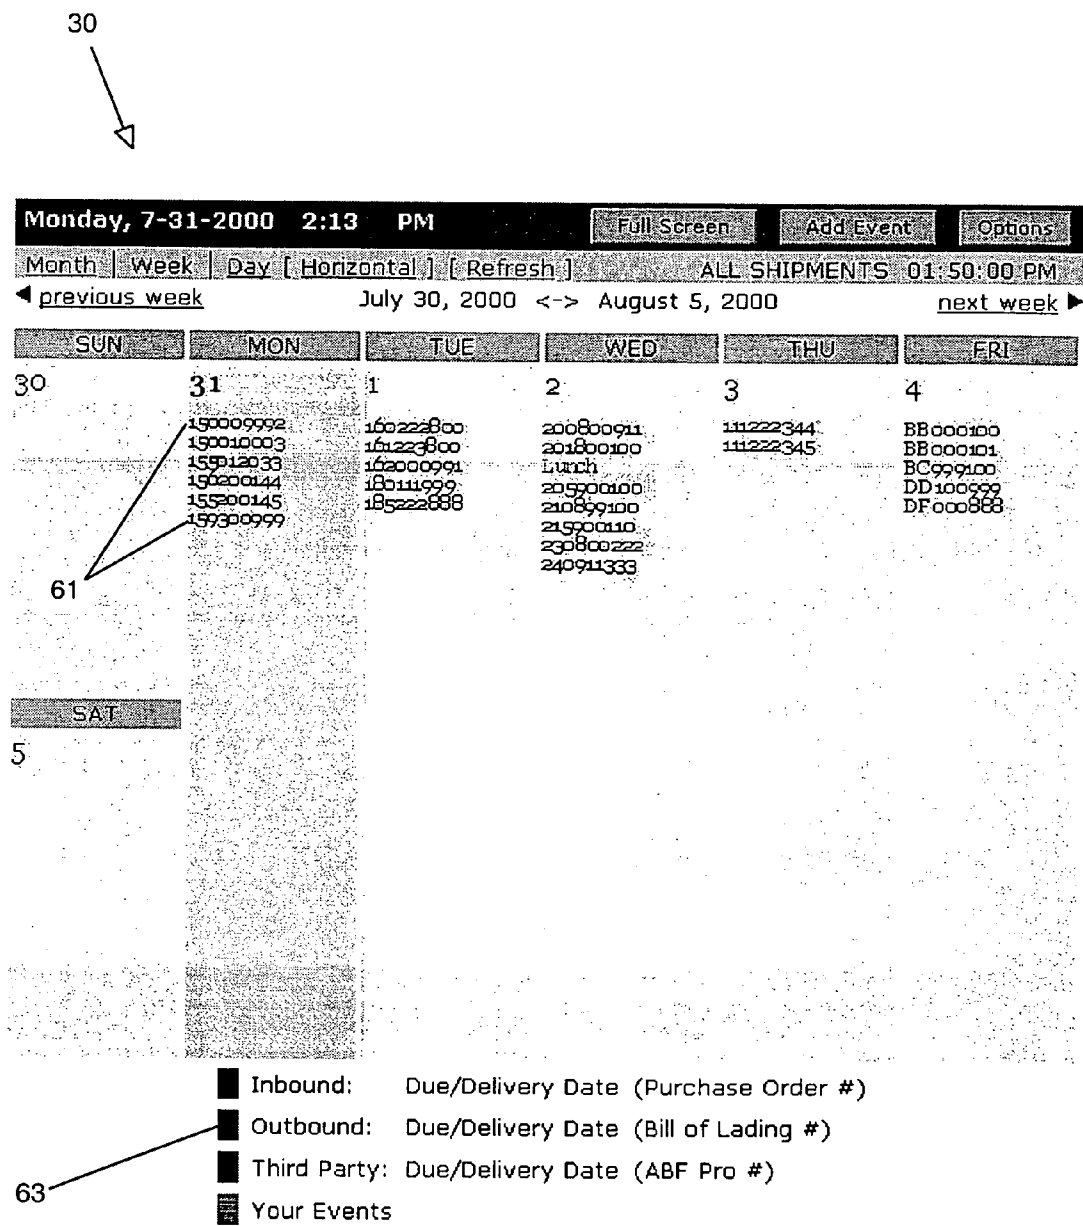 30
Monday, 7-31-2000 2:13 PM Full Screen Add Event Options
Month | Week | Day [ Horizontal ] [ Refresh ] ALL SHIPMENTS 01:50:00 PM
previous week July 30, 2000 <-> August 5, 2000 next week
SUN MON TUE WED THU FRI
30 31 1 2 3 4
150009992 160222800 200800911 111222344 BB000100
150010003 161223800 201800100 111222345 BB000101
155012033 162000991 Lunch BC999100
150200144 180111999 205900100 DD100999
155200145 185222888 210899100 DF000888
159300999 215900110
230800222
240911333
61
SAT
5
Inbound: Due/Delivery Date (Purchase Order #)
Outbound: Due/Delivery Date (Bill of Lading #)
Third Party: Due/Delivery Date (ABF Pro #)
63
Your Events